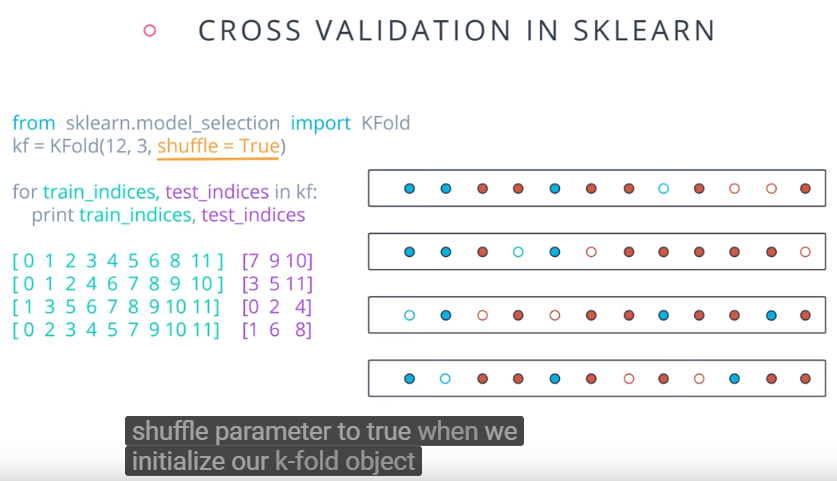 CROSS VALIDATION IN SKLEARN
from sklearn.model_selection import KFold
kf = KFold(12, 3, shuffle = True)
for train_indices, test_indices in kf:
print train_indices, test_indices
[ 0 1 2 3 4 5 6 8 11 ] [7 9 10]
[ 0 1 2 4 6 7 8 9 10 ] [3 5 11]
[ 1 3 5 6 7 8 9 10 11] [0 2 4]
[ 0 2 3 4 5 7 9 10 11] [1 6 8]
shuffle parameter to true when we
initialize our k-fold object